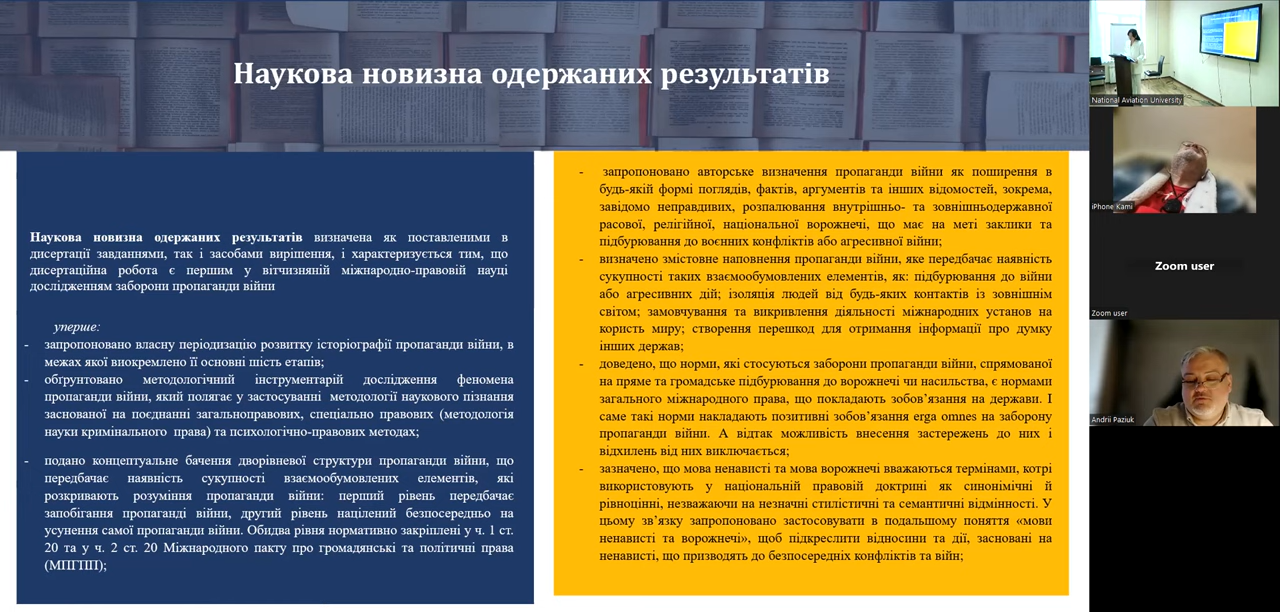 Наукова новизна одержаних результатів
Наукова новизна одержаних результатів визначена як поставленими в
дисертації завданнями, так і засобами вирішення, і характеризується тим, що
дисертаційна робота є першим у вітчизняній міжнародно-правовій науці
дослідженням заборони пропаганди війни
уперше:
- запропоновано власну періодизацію розвитку історіографії пропаганди війни, в
межах якої виокремлено її основні шість етапів;
- обґрунтовано методологічний інструментарій дослідження феномена
пропаганди війни, який полягає у застосуванні методології наукового пізнання
заснованої на поєднанні загальноправових, спеціально правових (методологія
науки кримінального права) та психологічно-правових методах;
- подано концептуальне бачення дворівневої структури пропаганди війни, що
передбачає наявність сукупності взаємообумовлених елементів, які
розкривають розуміння пропаганди війни: перший рівень передбачає
запобігання пропаганді війни, другий рівень націлений безпосередньо на
усунення самої пропаганди війни. Обидва рівня нормативно закріплені у ч. 1 ст.
20 та у ч. 2 ст. 20 Міжнародного пакту про громадянські та політичні права
(МПГПП);
- запропоновано авторське визначення пропаганди війни як поширення в
будь-якій формі поглядів, фактів, аргументів та інших відомостей, зокрема,
завідомо неправдивих, розпалювання внутрішньо- та зовнішньодержавної
расової, релігійної, національної ворожнечі, що має на меті заклики та
підбурювання до воєнних конфліктів або агресивної війни;
- визначено змістовне наповнення пропаганди війни, яке передбачає наявність
сукупності таких взаємообумовлених елементів, як: підбурювання до війни
або агресивних дій; ізоляція людей від будь-яких контактів із зовнішнім
світом; замовчування та викривлення діяльності міжнародних установ на
користь миру; створення перешкод для отримання інформації про думку
інших держав;
- доведено, що норми, які стосуються заборони пропаганди війни, спрямованої
на пряме та громадське підбурювання до ворожнечі чи насильства, є нормами
загального міжнародного права, що покладають зобов’язання на держави. І
саме такі норми накладають позитивні зобов’язання erga omnes на заборону
пропаганди війни. А відтак можливість внесення застережень до них і
відхилень від них виключається;
- зазначено, що мова ненависті та мова ворожнечі вважаються термінами, котрі
використовують у національній правовій доктрині як синонімічні й
рівноцінні, незважаючи на незначні стилістичні та семантичні відмінності. У
цьому зв’язку запропоновано застосовувати в подальшому поняття «мови
ненависті та ворожнечі», щоб підкреслити відносини та дії, засновані на
ненависті, що призводять до безпосередніх конфліктів та війн;
National Aviation University
iPhone Kami
Zoom user
Zoom user
Andrii Paziuk